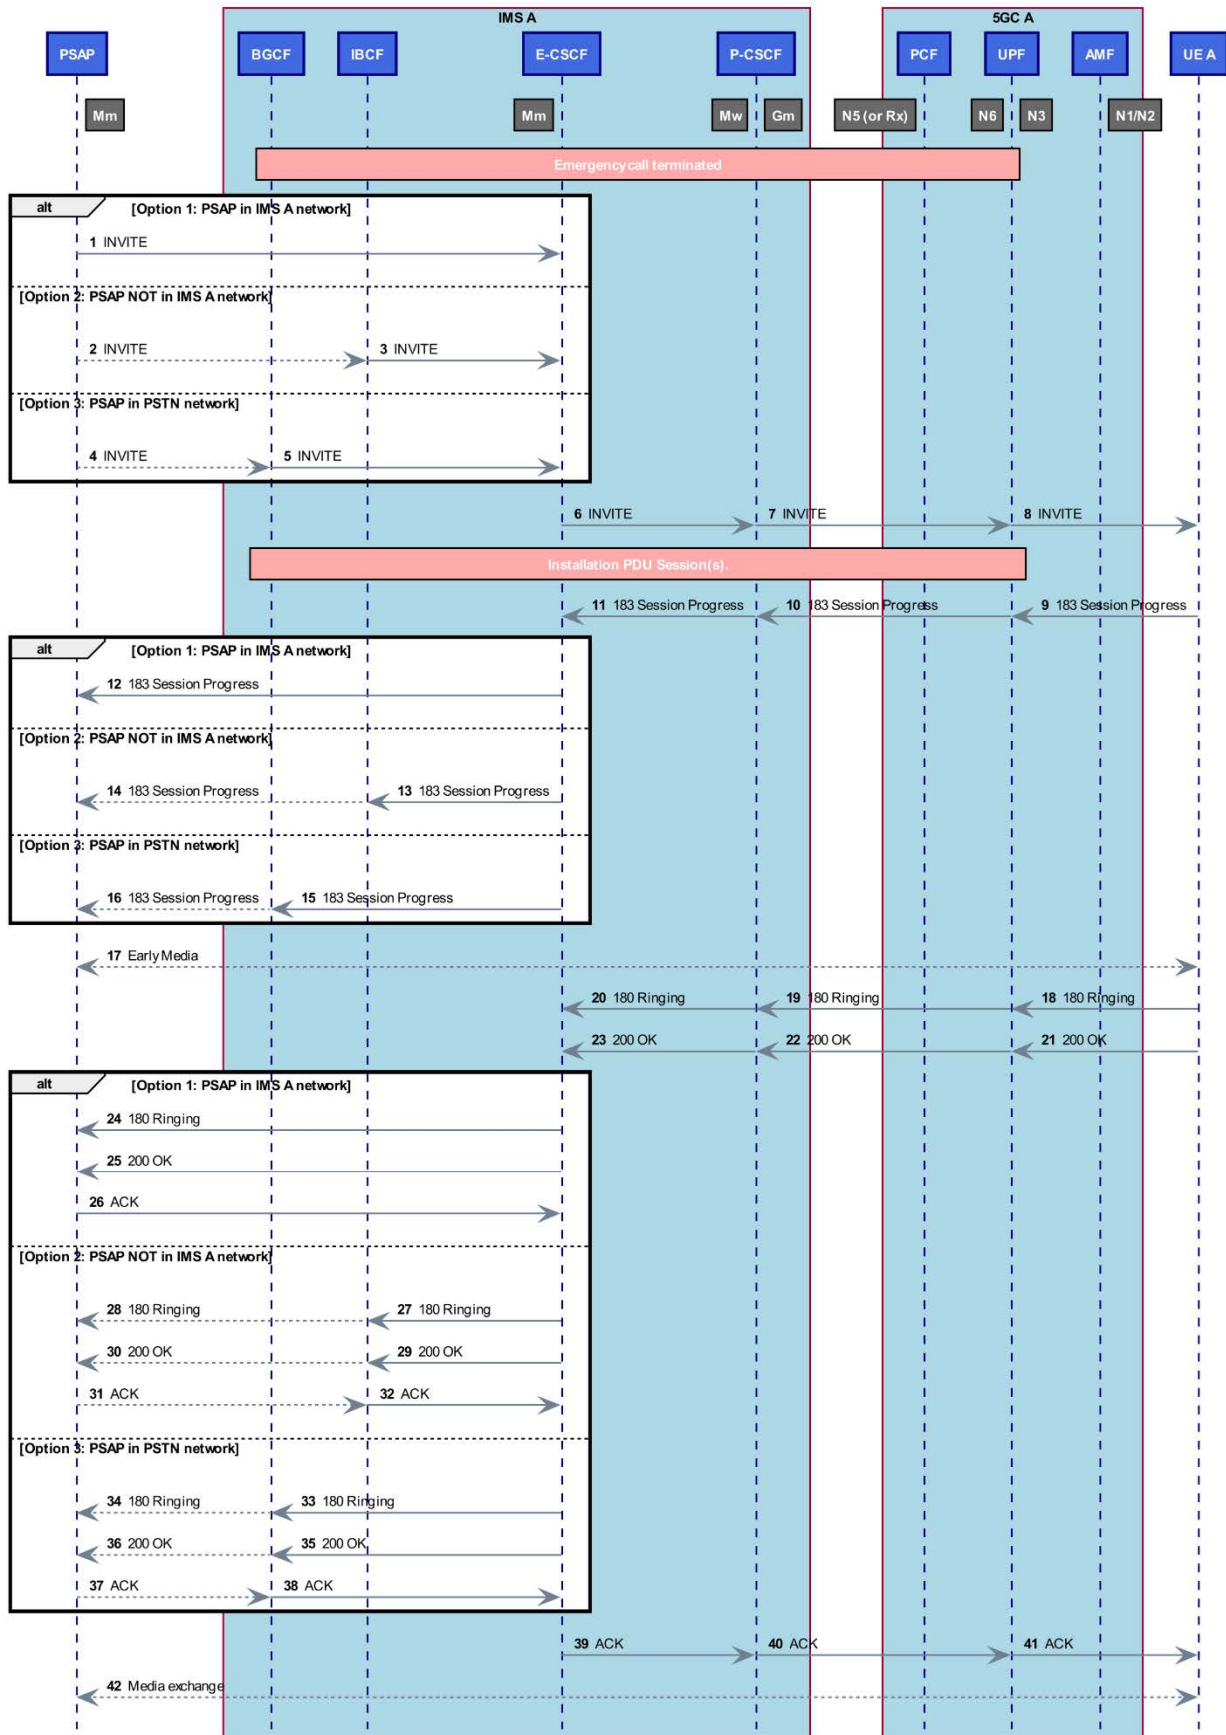 IMS A 5GC A
PSAP BGCF IBCF E-CSCF P-CSCF PCF UPF AMF UE A
Mm Mm Mw Gm N5 (or Rx) N6 N3 N1/N2
Emergency call terminated
alt [Option 1: PSAP in IMS A network]
1 INVITE
[Option 2: PSAP NOT in IMS A network]
2 INVITE 3 INVITE
[Option 3: PSAP in PSTN network]
4 INVITE 5 INVITE
6 INVITE 7 INVITE 8 INVITE
Installation PDU Session(s).
11 183 Session Progress 10 183 Session Progress 9 183 Session Progress
alt [Option 1: PSAP in IMS A network]
12 183 Session Progress
[Option 2: PSAP NOT in IMS A network]
14 183 Session Progress 13 183 Session Progress
[Option 3: PSAP in PSTN network]
16 183 Session Progress 15 183 Session Progress
17 Early Media
20 180 Ringing 19 180 Ringing 18 180 Ringing
23 200 OK 22 200 OK 21 200 OK
alt [Option 1: PSAP in IMS A network]
24 180 Ringing
25 200 OK
26 ACK
[Option 2: PSAP NOT in IMS A network]
28 180 Ringing 27 180 Ringing
30 200 OK 29 200 OK
31 ACK 32 ACK
[Option 3: PSAP in PSTN network]
34 180 Ringing 33 180 Ringing
36 200 OK 35 200 OK
37 ACK 38 ACK
39 ACK 40 ACK 41 ACK
42 Media exchange